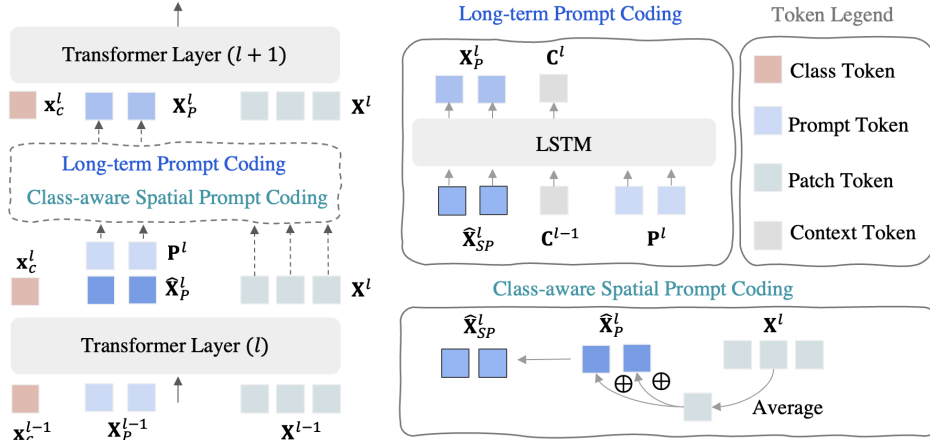 Transformer Layer (l + 1)
x_c^l
X_P^l
X^l
Long-term Prompt Coding
Class-aware Spatial Prompt Coding
x_c^l
P^l
X̂_P^l
X^l
Transformer Layer (l)
x_c^{l-1}
X_P^{l-1}
X^{l-1}
Long-term Prompt Coding
X_P^l
C^l
LSTM
X̂_{SP}^l
C^{l-1}
P^l
Token Legend
Class Token
Prompt Token
Patch Token
Context Token
Class-aware Spatial Prompt Coding
X̂_{SP}^l
X̂_P^l
X^l
⊕
⊕
Average